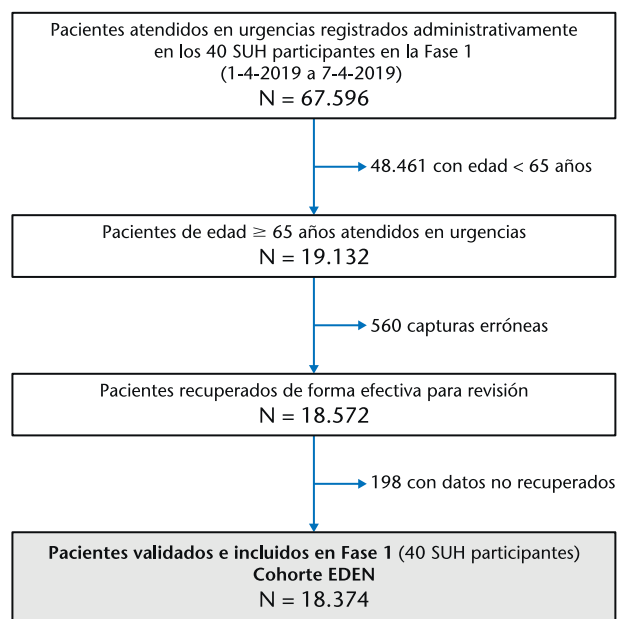 Pacientes atendidos en urgencias registrados administrativamente
en los 40 SUH participantes en la Fase 1
(1-4-2019 a 7-4-2019)
N = 67.596
48.461 con edad < 65 años
Pacientes de edad ≥ 65 años atendidos en urgencias
N = 19.132
560 capturas erróneas
Pacientes recuperados de forma efectiva para revisión
N = 18.572
198 con datos no recuperados
Pacientes validados e incluidos en Fase 1 (40 SUH participantes)
Cohorte EDEN
N = 18.374